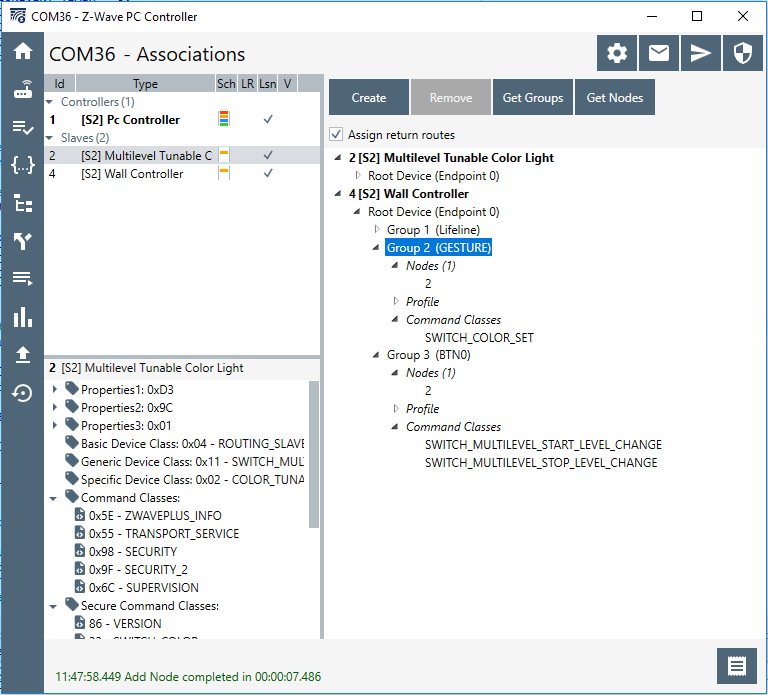 COM36 - Z-Wave PC Controller
COM36 - Associations
Id Type Sch LR Lsn V
Controllers (1)
1 [S2] Pc Controller
Slaves (2)
2 [S2] Multilevel Tunable C
4 [S2] Wall Controller
2 [S2] Multilevel Tunable Color Light
Properties1: 0xD3
Properties2: 0x9C
Properties3: 0x01
Basic Device Class: 0x04 - ROUTING_SLAVE
Generic Device Class: 0x11 - SWITCH_MUL
Specific Device Class: 0x02 - COLOR_TUNA
Command Classes:
0x5E - ZWAVEPLUS_INFO
0x55 - TRANSPORT_SERVICE
0x98 - SECURITY
0x9F - SECURITY_2
0x6C - SUPERVISION
Secure Command Classes:
86 - VERSION
Create Remove Get Groups Get Nodes
Assign return routes
2 [S2] Multilevel Tunable Color Light
Root Device (Endpoint 0)
4 [S2] Wall Controller
Root Device (Endpoint 0)
Group 1 (Lifeline)
Group 2 (GESTURE)
Nodes (1)
2
Profile
Command Classes
SWITCH_COLOR_SET
Group 3 (BTN0)
Nodes (1)
2
Profile
Command Classes
SWITCH_MULTILEVEL_START_LEVEL_CHANGE
SWITCH_MULTILEVEL_STOP_LEVEL_CHANGE
11:47:58.449 Add Node completed in 00:00:07.486